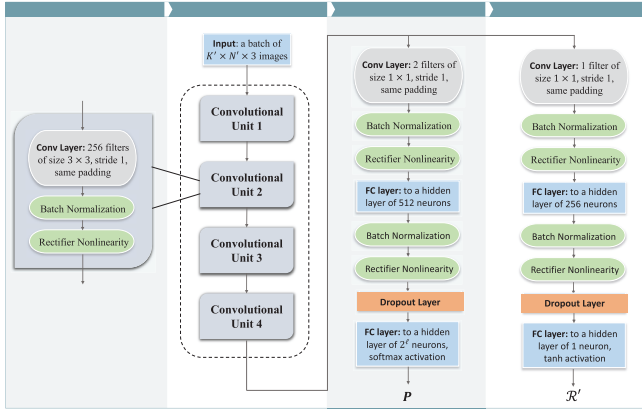 Conv Layer: 256 filters
of size 3 × 3, stride 1,
same padding
Batch Normalization
Rectifier Nonlinearity
Input: a batch of
K′ × N′ × 3 images
Convolutional
Unit 1
Convolutional
Unit 2
Convolutional
Unit 3
Convolutional
Unit 4
Conv Layer: 2 filters
of size 1 × 1, stride 1,
same padding
Batch Normalization
Rectifier Nonlinearity
FC layer: to a hidden
layer of 512 neurons
Batch Normalization
Rectifier Nonlinearity
Dropout Layer
FC layer: to a hidden
layer of 2^ℓ neurons,
softmax activation
P
Conv Layer: 1 filter of
size 1 × 1, stride 1,
same padding
Batch Normalization
Rectifier Nonlinearity
FC layer: to a hidden
layer of 256 neurons
Batch Normalization
Rectifier Nonlinearity
Dropout Layer
FC layer: to a hidden
layer of 1 neuron,
tanh activation
ℛ′